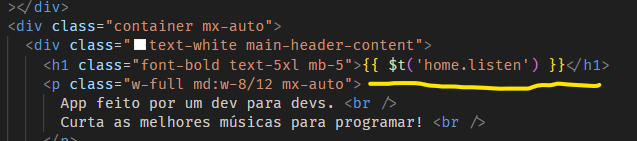 ></div>
<div class="container mx-auto">
<div class="text-white main-header-content">
<h1 class="font-bold text-5xl mb-5">{{ $t('home.listen') }}</h1>
<p class="w-full md:w-8/12 mx-auto">
App feito por um dev para devs. <br />
Curta as melhores músicas para programar! <br />
</p>